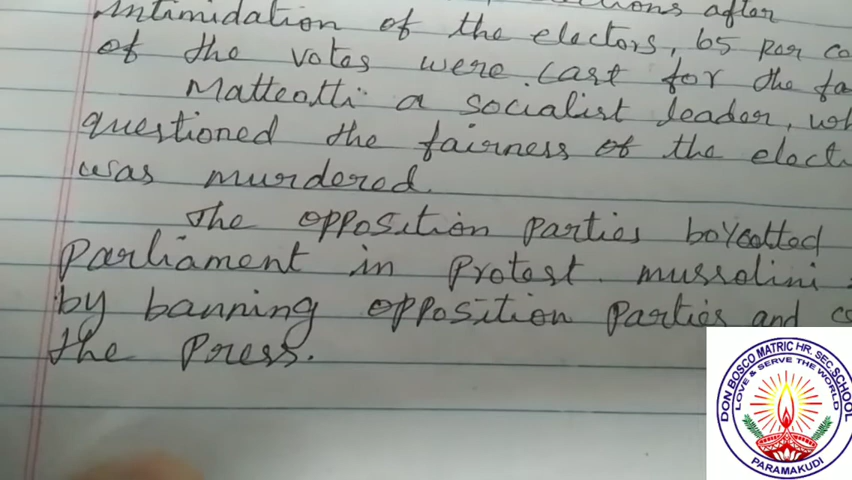 after
Intimidation of the electors, 65 per
of the votes were cast for the
Matteotti a socialist leader,
questioned the fairness of the
was murdered.
The opposition parties boycotted
Parliament in protest. mussolini
by banning opposition parties and
the Press.
DON BOSCO MATRIC HR. SEC. SCHOOL
LOVE & SERVE THE WORLD
PARAMAKUDI